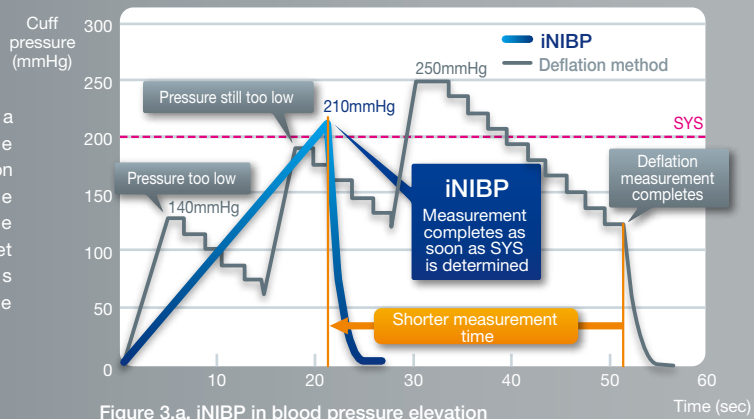 Cuff
pressure
(mmHg)
300
250
200
150
100
50
0
10
20
30
40
50
60
Time (sec)
iNIBP
Deflation method
250mmHg
Pressure still too low
210mmHg
SYS
Pressure too low
140mmHg
iNIBP
Measurement
completes as
soon as SYS
is determined
Deflation
measurement
completes
Shorter measurement
time
a
e
on
e
e
et
s
e
Figure 3.a. iNIBP in blood pressure elevation